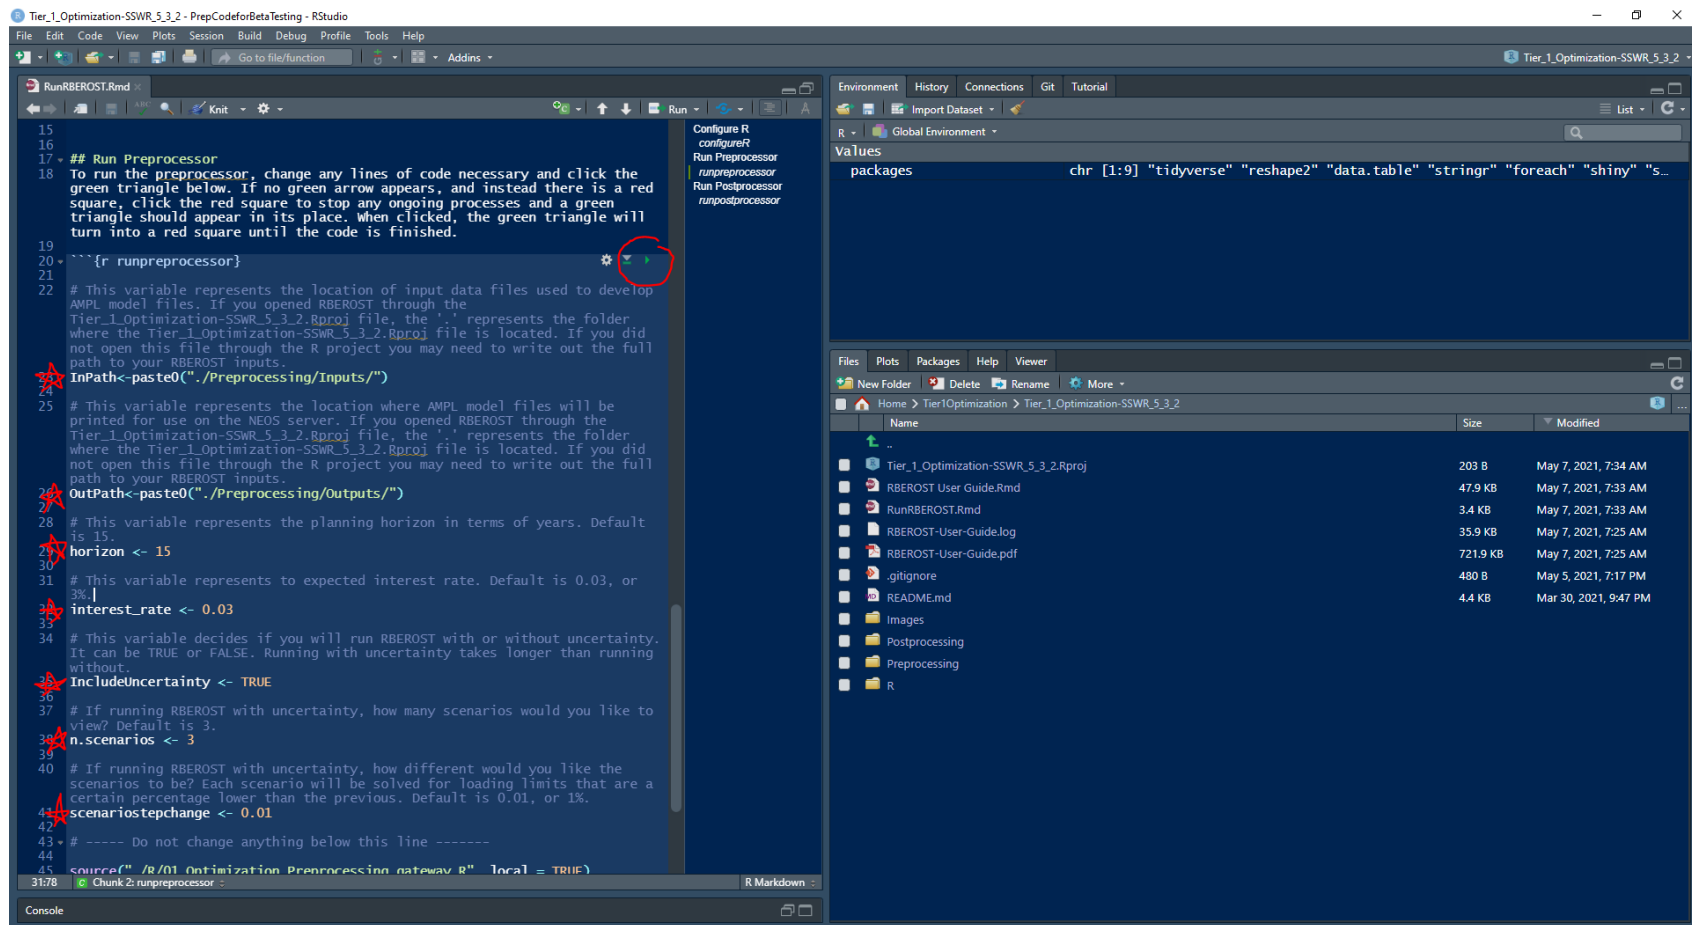 Tier_1_Optimization-SSWR_5_3_2 - PrepCodeforBetaTesting - RStudio
File Edit Code View Plots Session Build Debug Profile Tools Help
Go to file/function Addins Tier_1_Optimization-SSWR_5_3_2
RunRBEROST.Rmd
ABC Knit Run
15
16
17 ## Run Preprocessor
18 To run the preprocessor, change any lines of code necessary and click the
green triangle below. If no green arrow appears, and instead there is a red
square, click the red square to stop any ongoing processes and a green
triangle should appear in its place. When clicked, the green triangle will
turn into a red square until the code is finished.
19
20 ```{r runpreprocessor}
21
22 # This variable represents the location of input data files used to develop
AMPL model files. If you opened RBEROST through the
Tier_1_Optimization-SSWR_5_3_2.Rproj file, the '.' represents the folder
where the Tier_1_Optimization-SSWR_5_3_2.Rproj file is located. If you did
not open this file through the R project you may need to write out the full
path to your RBEROST inputs.
23 InPath<-paste0("./Preprocessing/Inputs/")
24
25 # This variable represents the location where AMPL model files will be
printed for use on the NEOS server. If you opened RBEROST through the
Tier_1_Optimization-SSWR_5_3_2.Rproj file, the '.' represents the folder
where the Tier_1_Optimization-SSWR_5_3_2.Rproj file is located. If you did
not open this file through the R project you may need to write out the full
path to your RBEROST inputs.
26 OutPath<-paste0("./Preprocessing/Outputs/")
27
28 # This variable represents the planning horizon in terms of years. Default
is 15.
29 horizon <- 15
30
31 # This variable represents to expected interest rate. Default is 0.03, or
3%.
32 interest_rate <- 0.03
33
34 # This variable decides if you will run RBEROST with or without uncertainty.
It can be TRUE or FALSE. Running with uncertainty takes longer than running
without.
35 IncludeUncertainty <- TRUE
36
37 # If running RBEROST with uncertainty, how many scenarios would you like to
view? Default is 3.
38 n.scenarios <- 3
39
40 # If running RBEROST with uncertainty, how different would you like the
scenarios to be? Each scenario will be solved for loading limits that are a
certain percentage lower than the previous. Default is 0.01, or 1%.
41 scenariostepchange <- 0.01
42
43 # ----- Do not change anything below this line -------
44
45 source("./R/01_Optimization_Preprocessing_gateway.R", local = TRUE)
31:78 C Chunk 2: runpreprocessor R Markdown
Console
Configure R
configureR
Run Preprocessor
runpreprocessor
Run Postprocessor
runpostprocessor
Environment History Connections Git Tutorial
Import Dataset List
R Global Environment
Values
packages chr [1:9] "tidyverse" "reshape2" "data.table" "stringr" "foreach" "shiny" "s…
Files Plots Packages Help Viewer
New Folder Delete Rename More
Home > Tier1Optimization > Tier_1_Optimization-SSWR_5_3_2 ...
Name Size Modified
..
Tier_1_Optimization-SSWR_5_3_2.Rproj 203 B May 7, 2021, 7:34 AM
RBEROST User Guide.Rmd 47.9 KB May 7, 2021, 7:33 AM
RunRBEROST.Rmd 3.4 KB May 7, 2021, 7:33 AM
RBEROST-User-Guide.log 35.9 KB May 7, 2021, 7:25 AM
RBEROST-User-Guide.pdf 721.9 KB May 7, 2021, 7:25 AM
.gitignore 480 B May 5, 2021, 7:17 PM
README.md 4.4 KB Mar 30, 2021, 9:47 PM
Images
Postprocessing
Preprocessing
R